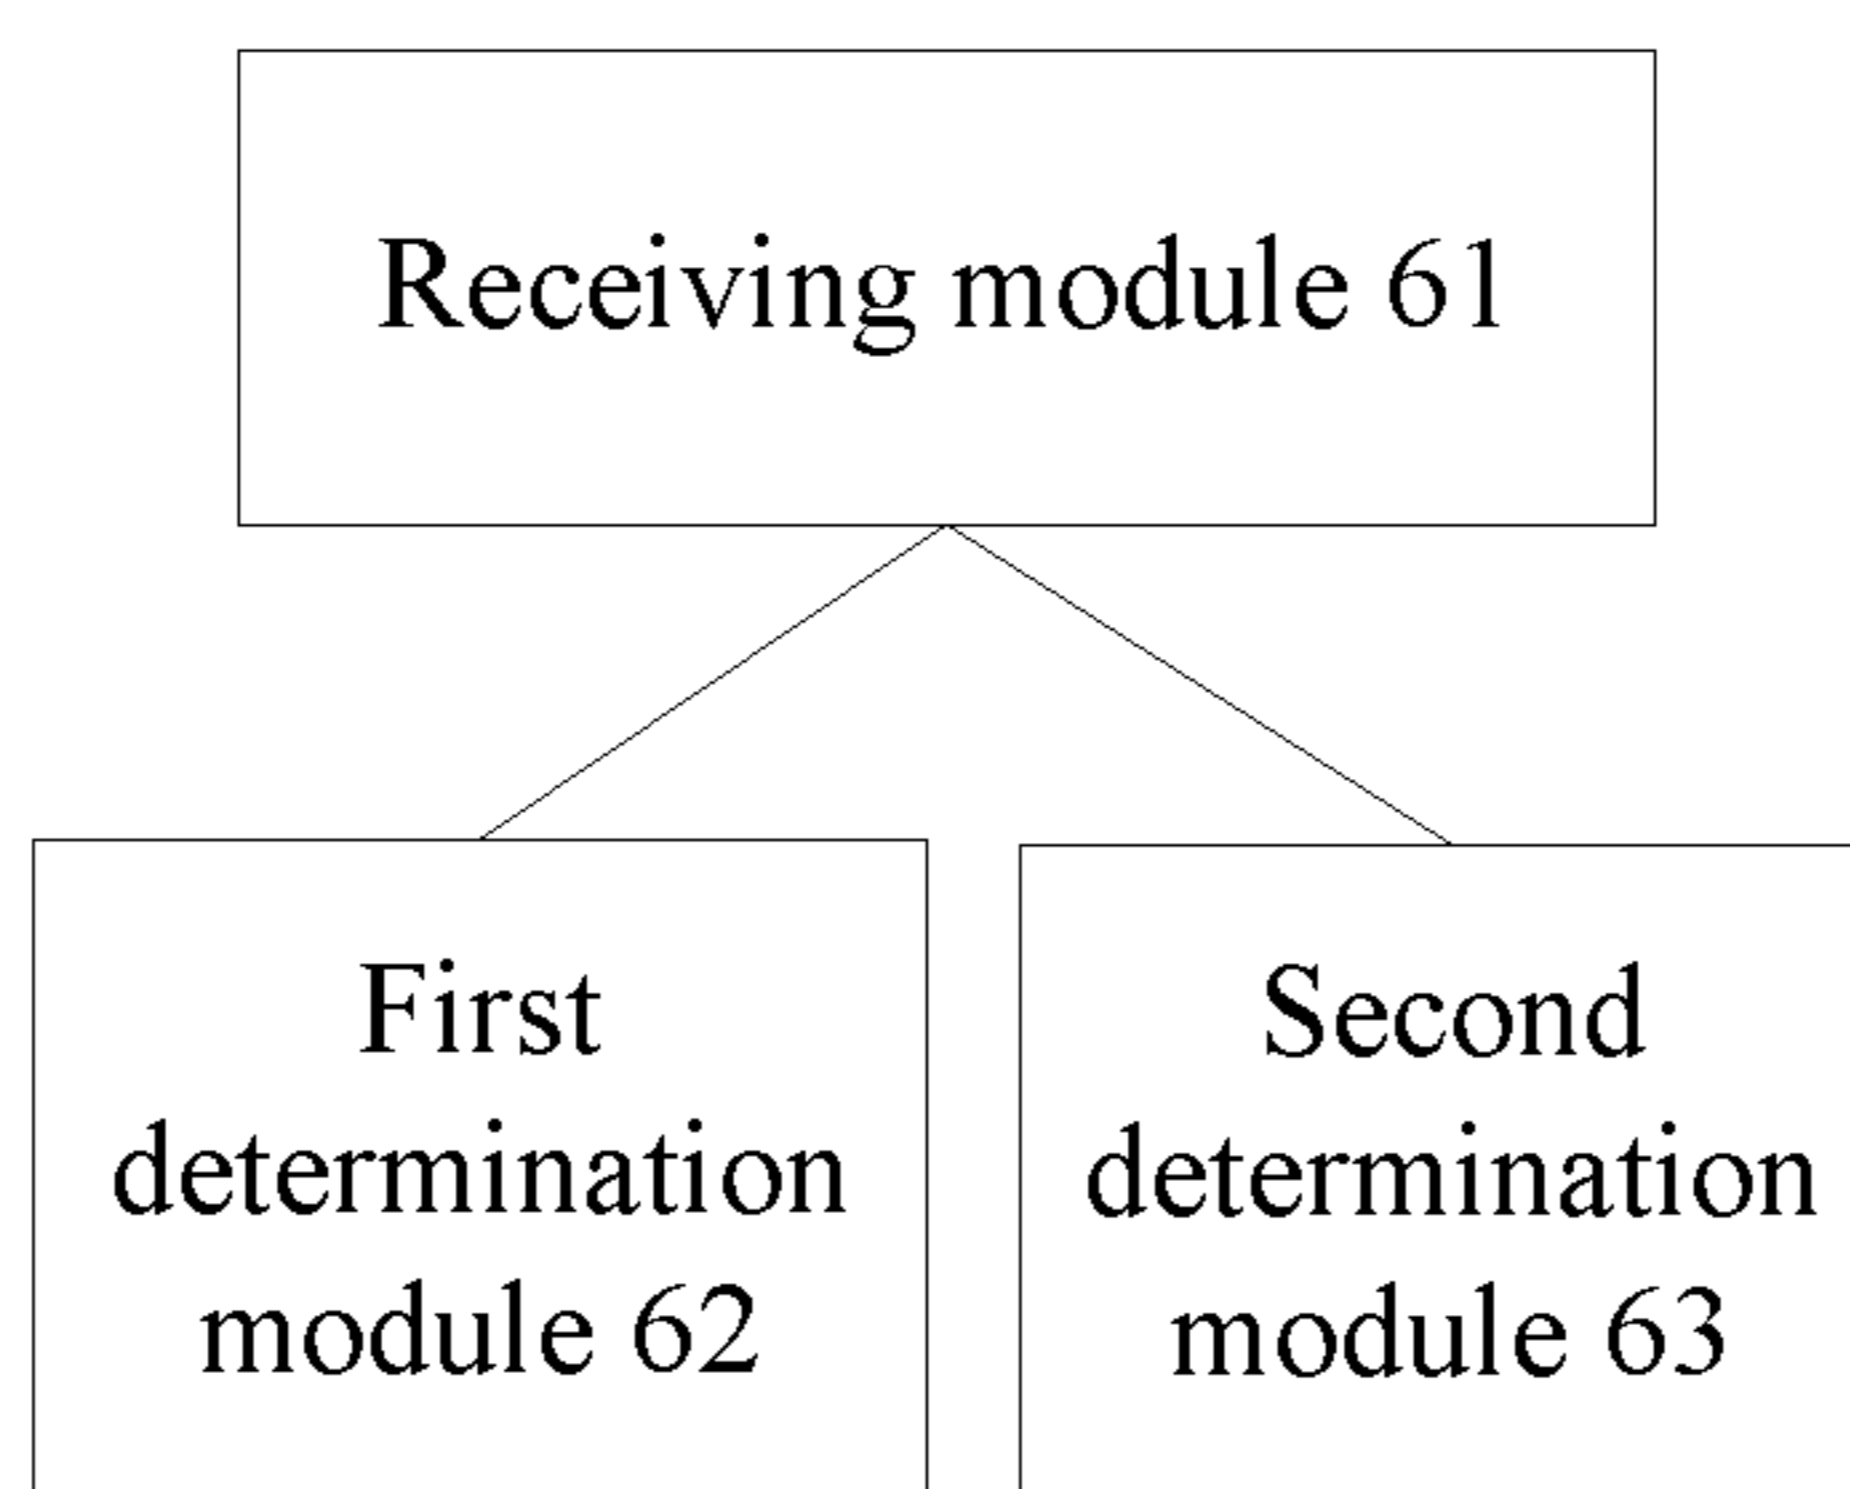 Receiving module 61
First
determination
module 62
Second
determination
module 63